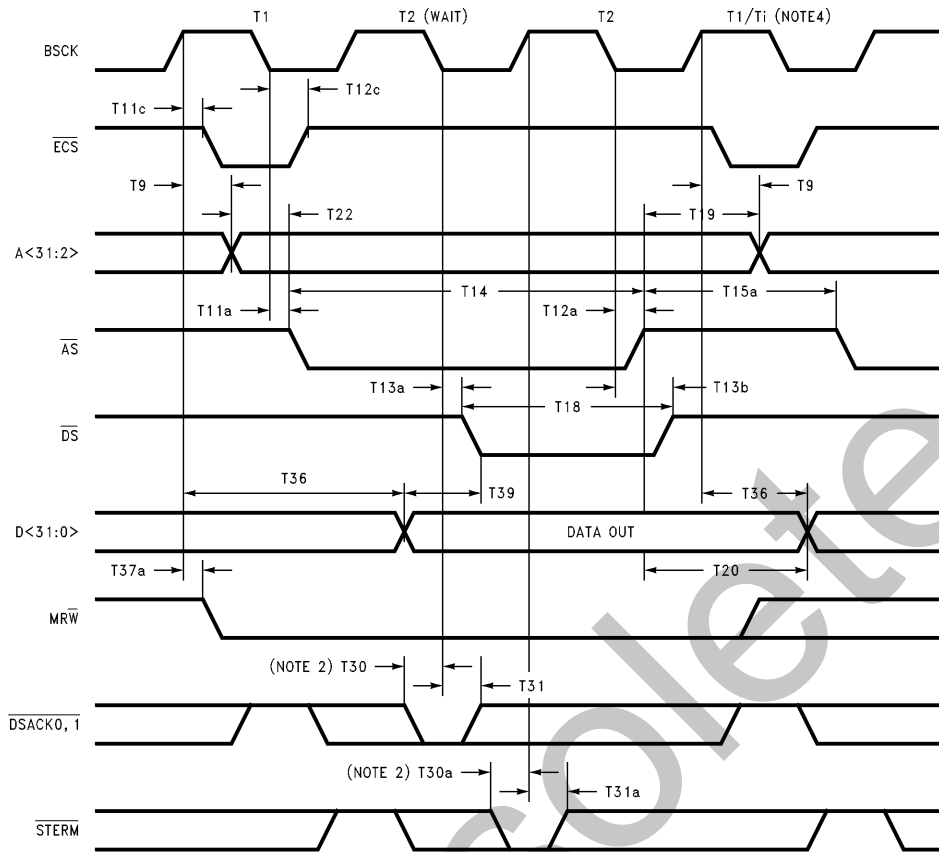 T1 T2 (WAIT) T2 T1/Ti (NOTE4)
BSCK
T12c
T11c
ECS
T9 T9
T22 T19
A<31:2>
T14 T15a
T11a T12a
AS
T13a T13b
T18
DS
T36 T39 T36
D<31:0> DATA OUT
T37a T20
MRW
(NOTE 2) T30
T31
DSACK0, 1
(NOTE 2) T30a
T31a
STERM
solete